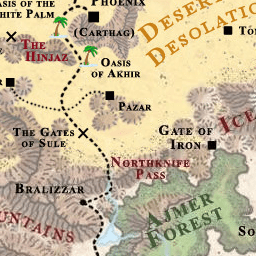 OASIS OF THE
WHITE PALM
PHOENIX
(CARTHAG)
DESERT
DESOLATION
THE
HINJAZ
OASIS
OF AKHIR
PAZAR
THE GATES
OF SULE
GATE OF
IRON
NORTHKNIFE
PASS
BRALIZZAR
AJMER
FOREST